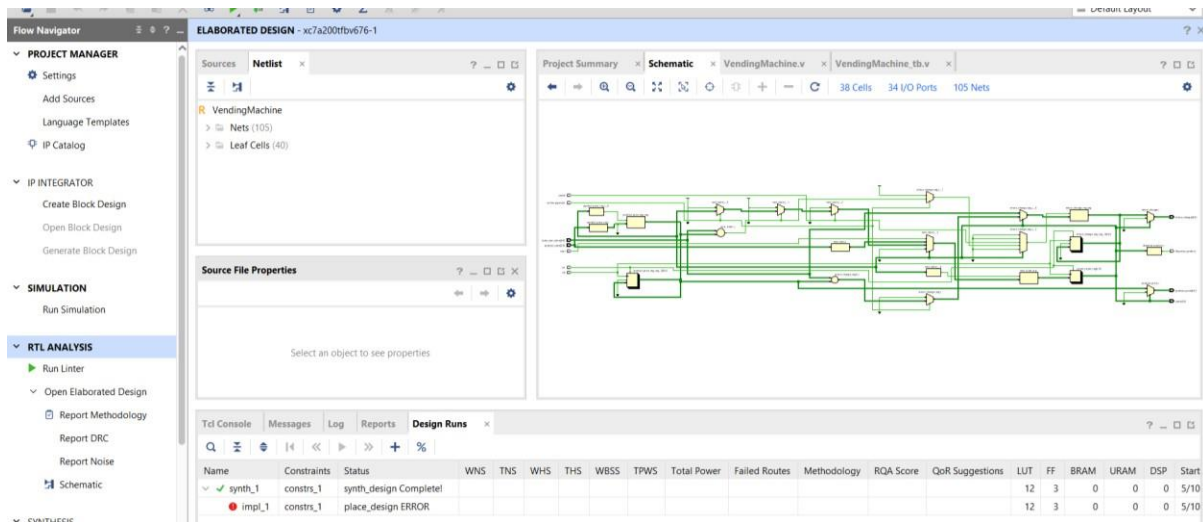 Default Layout
Flow Navigator
ELABORATED DESIGN - xc7a200tfbv676-1
PROJECT MANAGER
Settings
Add Sources
Language Templates
IP Catalog
IP INTEGRATOR
Create Block Design
Open Block Design
Generate Block Design
SIMULATION
Run Simulation
RTL ANALYSIS
Run Linter
Open Elaborated Design
Report Methodology
Report DRC
Report Noise
Schematic
SYNTHESIS
Sources Netlist
R VendingMachine
Nets (105)
Leaf Cells (40)
Source File Properties
Select an object to see properties
Project Summary Schematic VendingMachine.v VendingMachine_tb.v
38 Cells 34 I/O Ports 105 Nets
Tcl Console Messages Log Reports Design Runs
Name Constraints Status WNS TNS WHS THS WBSS TPWS Total Power Failed Routes Methodology RQA Score QoR Suggestions LUT FF BRAM URAM DSP Start
synth_1 constrs_1 synth_design Complete! 12 3 0 0 0 5/10
impl_1 constrs_1 place_design ERROR 12 3 0 0 0 5/10